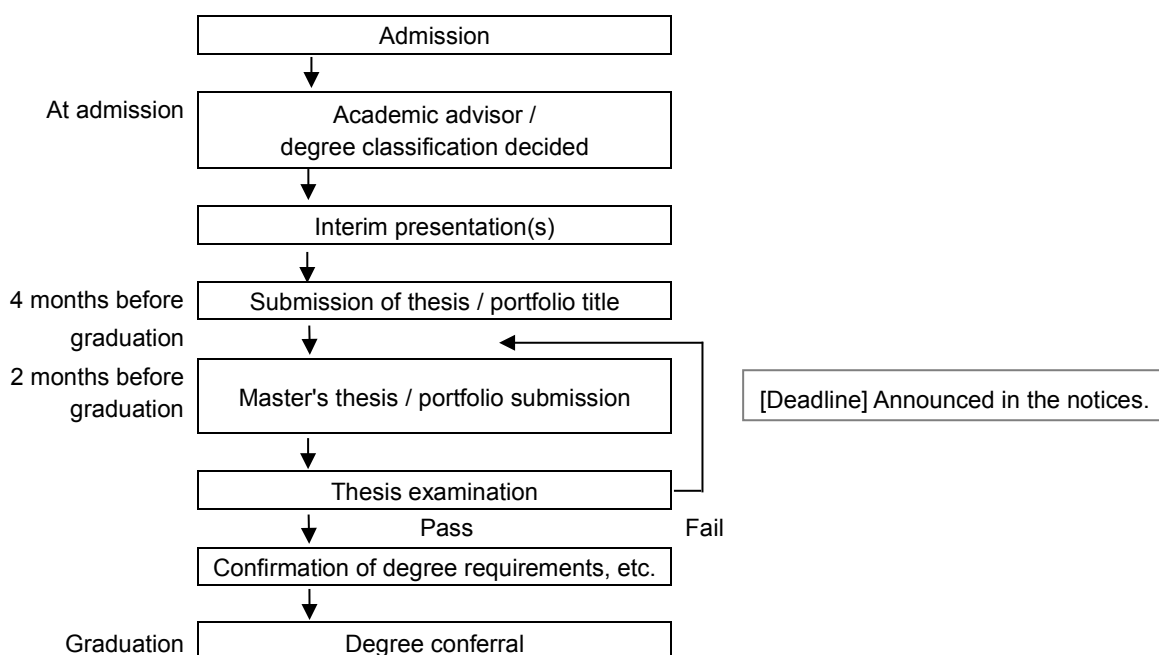 Admission
At admission
Academic advisor /
degree classification decided
Interim presentation(s)
4 months before
graduation
Submission of thesis / portfolio title
2 months before
graduation
Master's thesis / portfolio submission
[Deadline] Announced in the notices.
Thesis examination
Pass
Fail
Confirmation of degree requirements, etc.
Graduation
Degree conferral